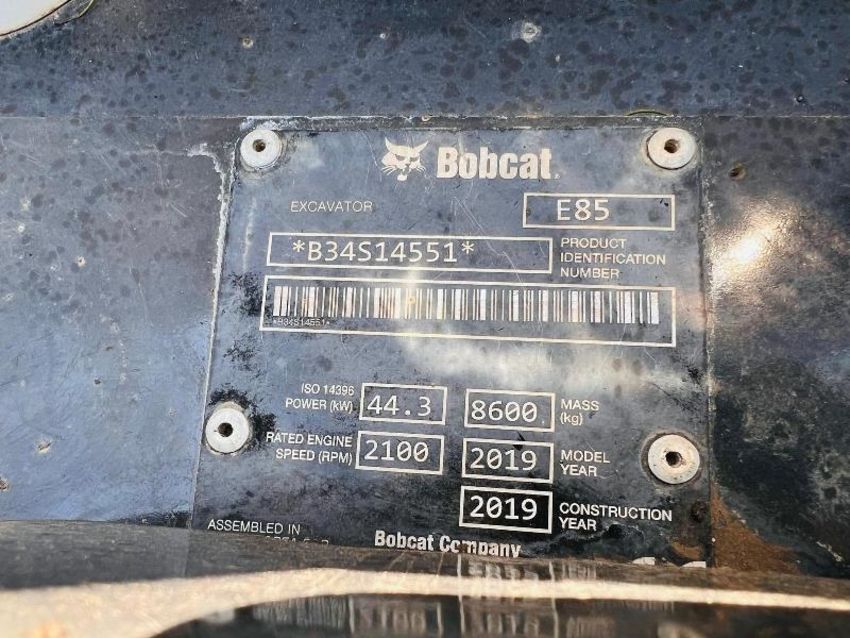 Bobcat.
EXCAVATOR
E85
*B34S14551*
PRODUCT
IDENTIFICATION
NUMBER
*B34S14551*
ISO 14396
POWER (kW)
44.3
8600
MASS
(kg)
RATED ENGINE
SPEED (RPM)
2100
2019
MODEL
YEAR
2019
CONSTRUCTION
YEAR
ASSEMBLED IN
Bobcat Company